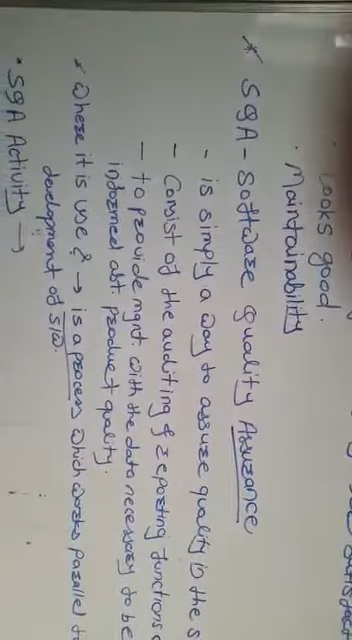 Looks good.
• Maintainability
* SQA - Software Quality Assurance
- is simply a way to assure quality in the s
- Consist of the auditing & reporting functions
- to provide mgnt. with the data necessary to be
informed abt. product quality.
* Where it is use? → is a process which works parallel to
development of S/W.
• SQA Activity →